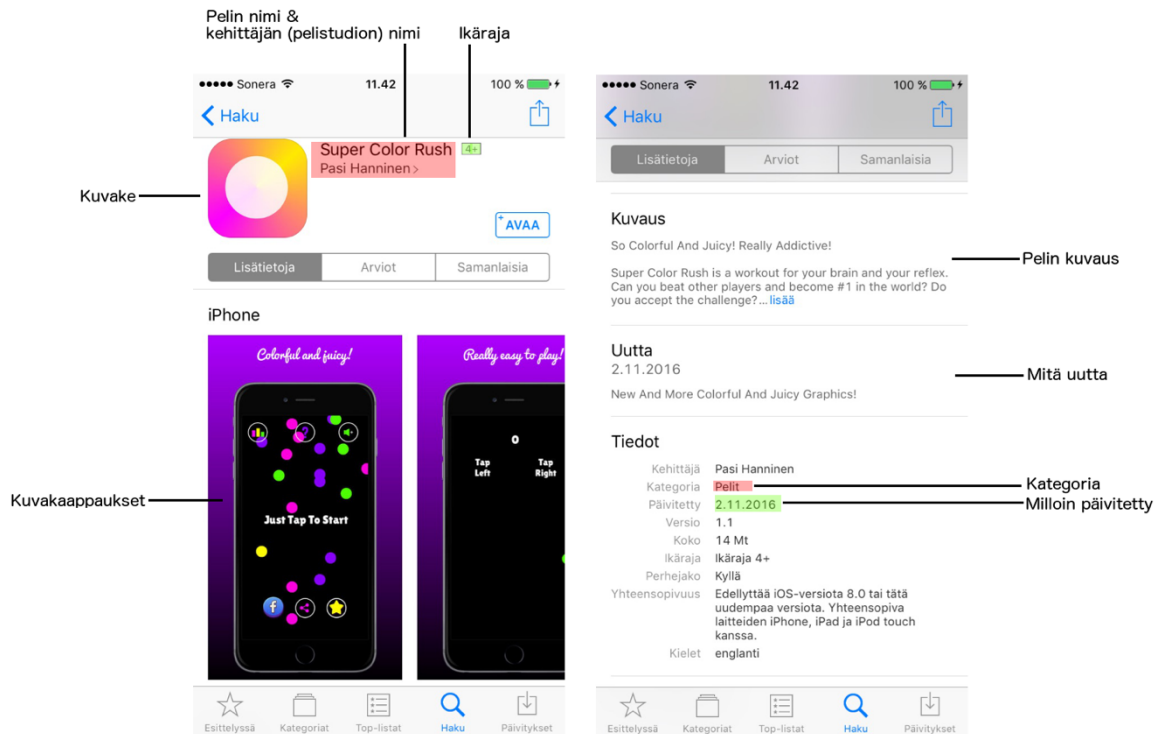 Pelin nimi &
kehittäjän (pelistudion) nimi
Ikäraja
Sonera 11.42 100 %
Haku
Super Color Rush 4+
Pasi Hanninen >
Kuvake
+ AVAA
Lisätietoja Arviot Samanlaisia
iPhone
Colorful and juicy!
Really easy to play!
0
Tap Tap
Left Right
Kuvakaappaukset
Just Tap To Start
f
Esittelyssä Kategoriat Top-listat Haku Päivitykset
Sonera 11.42 100 %
Haku
Lisätietoja Arviot Samanlaisia
Kuvaus
So Colorful And Juicy! Really Addictive!
Super Color Rush is a workout for your brain and your reflex.
Can you beat other players and become #1 in the world? Do
you accept the challenge?... lisää
Pelin kuvaus
Uutta
2.11.2016
New And More Colorful And Juicy Graphics!
Mitä uutta
Tiedot
Kehittäjä Pasi Hanninen
Kategoria Pelit
Kategoria
Päivitetty 2.11.2016
Milloin päivitetty
Versio 1.1
Koko 14 Mt
Ikäraja Ikäraja 4+
Perhejako Kyllä
Yhteensopivuus Edellyttää iOS-versiota 8.0 tai tätä
uudempaa versiota. Yhteensopiva
laitteiden iPhone, iPad ja iPod touch
kanssa.
Kielet englanti
Esittelyssä Kategoriat Top-listat Haku Päivitykset